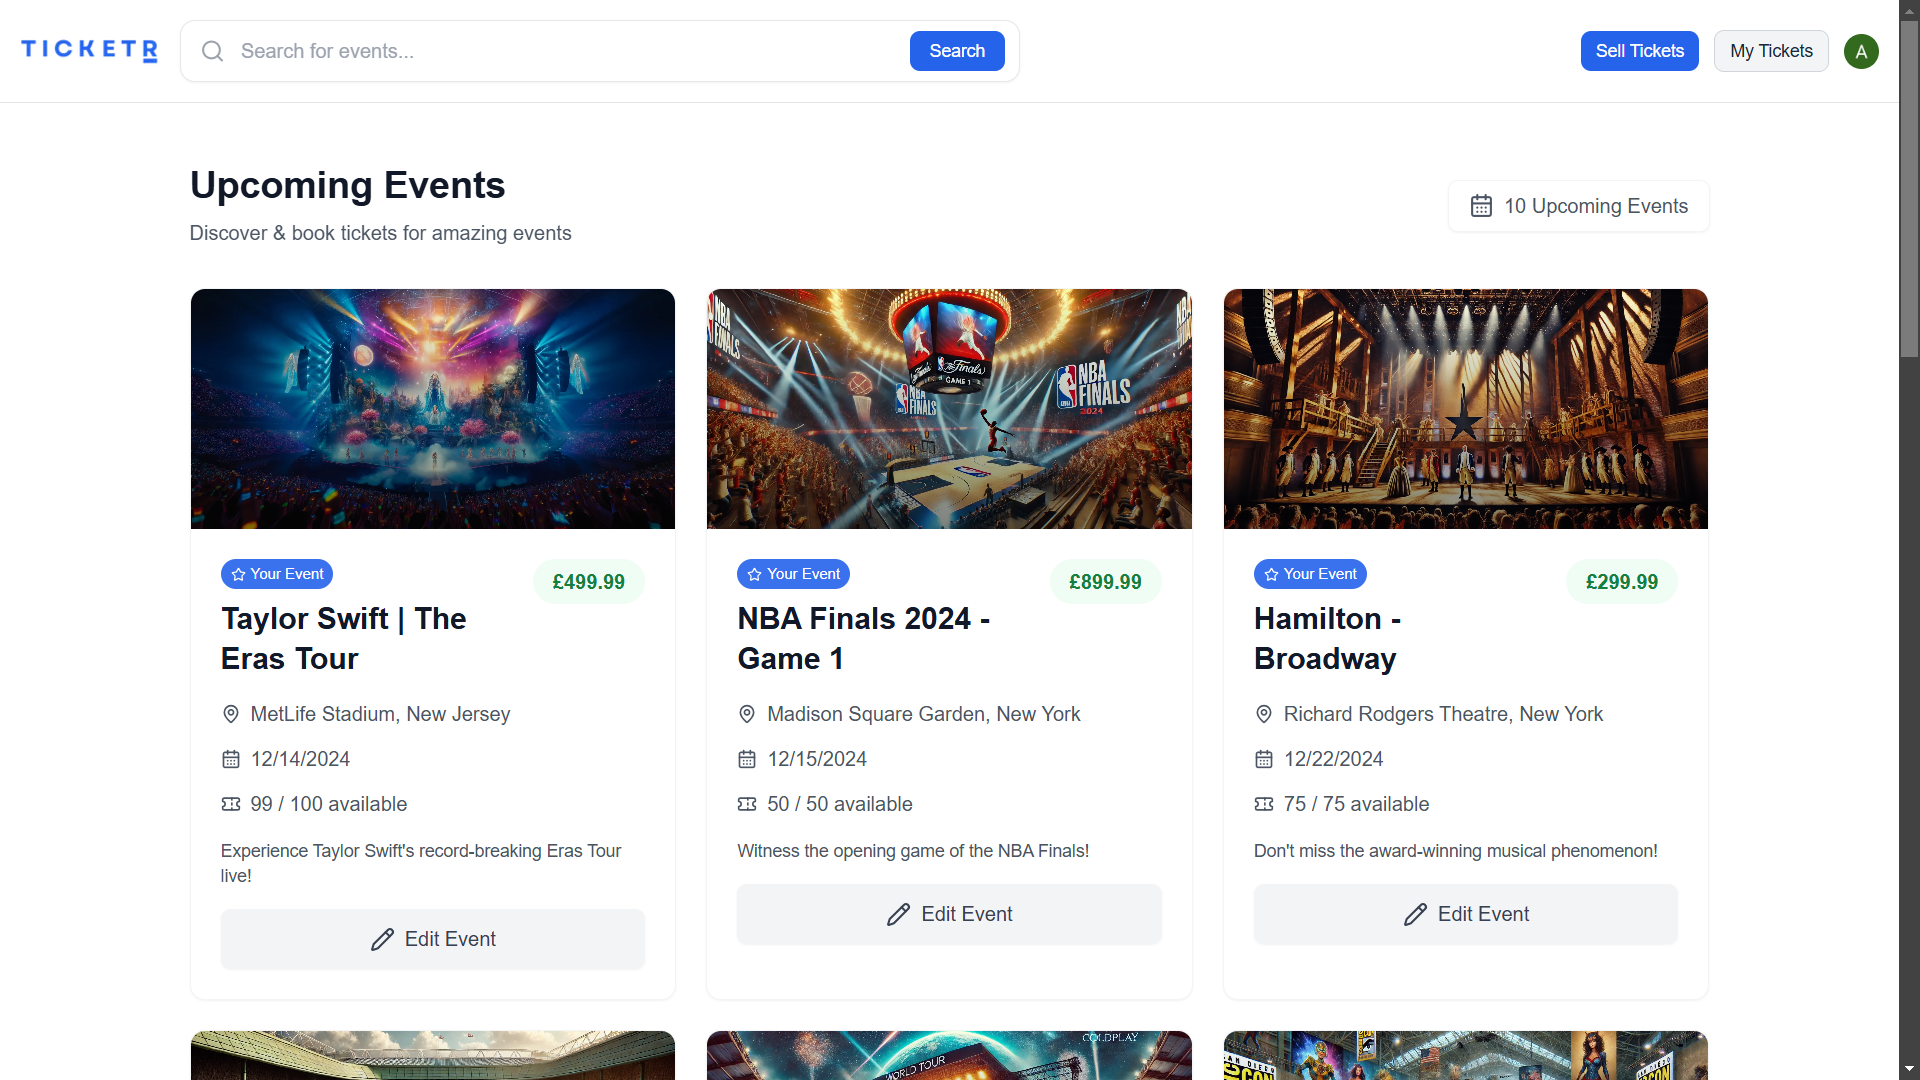 TICKETR
Search for events...
Search
Sell Tickets
My Tickets
A
Upcoming Events
Discover & book tickets for amazing events
10 Upcoming Events
NBA
FINALS
Finals
GAME 1
NBA
FINALS
NBA
FINALS
2024
Your Event
£499.99
Taylor Swift | The
Eras Tour
MetLife Stadium, New Jersey
12/14/2024
99 / 100 available
Experience Taylor Swift's record-breaking Eras Tour
live!
Edit Event
Your Event
£899.99
NBA Finals 2024 -
Game 1
Madison Square Garden, New York
12/15/2024
50 / 50 available
Witness the opening game of the NBA Finals!
Edit Event
Your Event
£299.99
Hamilton -
Broadway
Richard Rodgers Theatre, New York
12/22/2024
75 / 75 available
Don't miss the award-winning musical phenomenon!
Edit Event
COLDPLAY
WORLD TOUR
SAN DIEGO
CON